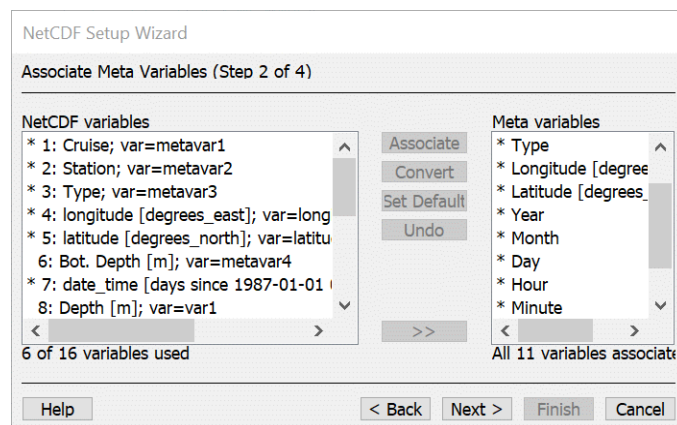 NetCDF Setup Wizard
Associate Meta Variables (Step 2 of 4)
NetCDF variables
* 1: Cruise; var=metavar1
* 2: Station; var=metavar2
* 3: Type; var=metavar3
* 4: longitude [degrees_east]; var=long
* 5: latitude [degrees_north]; var=latitu
6: Bot. Depth [m]; var=metavar4
* 7: date_time [days since 1987-01-01
8: Depth [m]; var=var1
6 of 16 variables used
Associate
Convert
Set Default
Undo
>>
Meta variables
* Type
* Longitude [degree
* Latitude [degrees_
* Year
* Month
* Day
* Hour
* Minute
All 11 variables associate
Help
< Back
Next >
Finish
Cancel